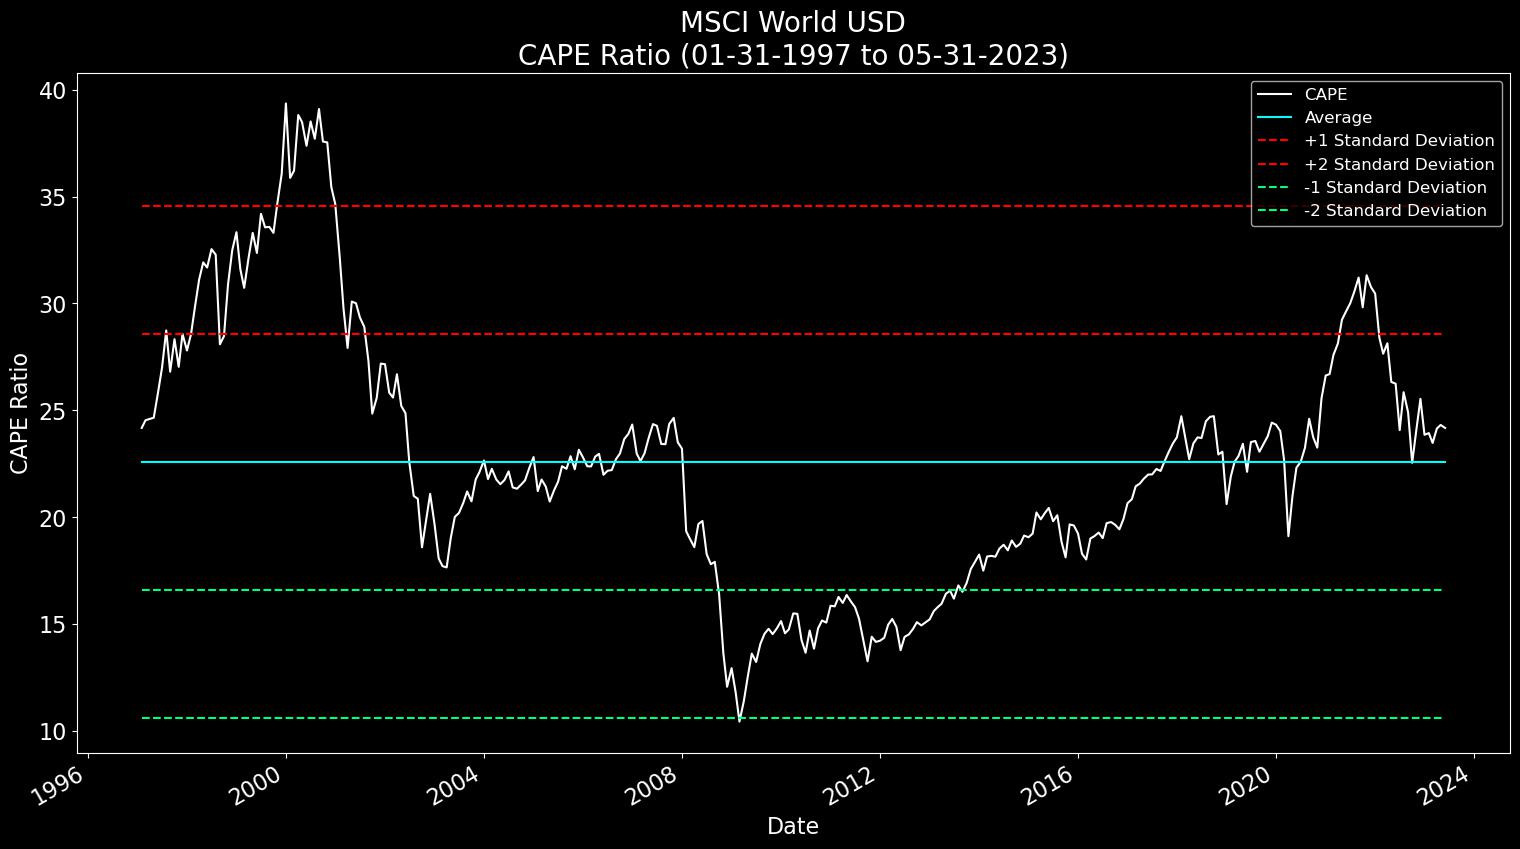 MSCI World USD
CAPE Ratio (01-31-1997 to 05-31-2023)
CAPE
Average
+1 Standard Deviation
+2 Standard Deviation
-1 Standard Deviation
-2 Standard Deviation
40
35
30
25
20
15
10
CAPE Ratio
1996
2000
2004
2008
2012
2016
2020
2024
Date